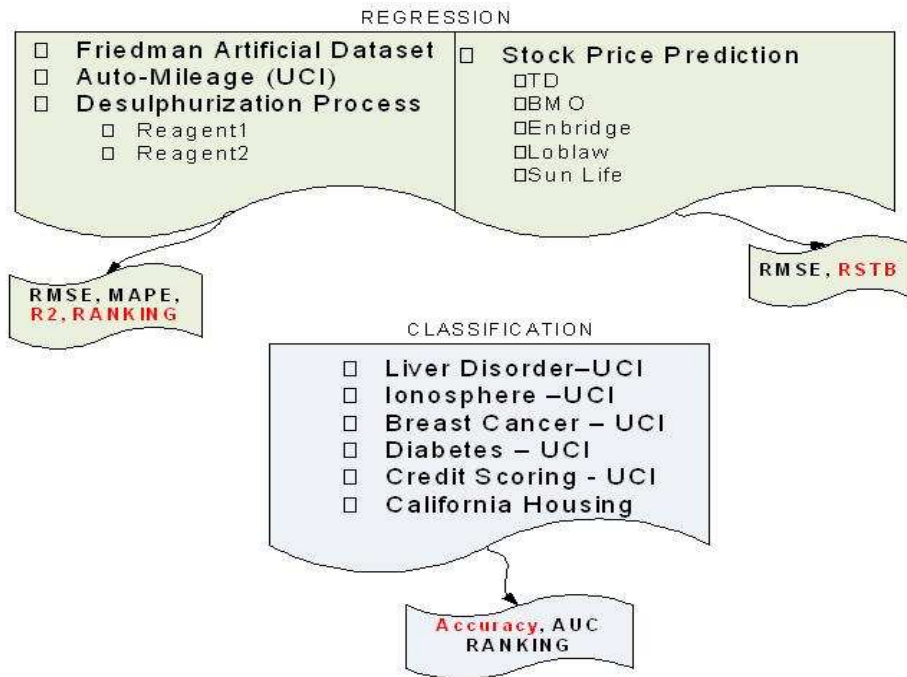 REGRESSION
□ Friedman Artificial Dataset
□ Auto-Mileage (UCI)
□ Desulphurization Process
□ Reagent1
□ Reagent2
□ Stock Price Prediction
□TD
□BMO
□Enbridge
□Loblaw
□Sun Life
RMSE, MAPE,
R2, RANKING
RMSE, RSTB
CLASSIFICATION
□ Liver Disorder–UCI
□ Ionosphere –UCI
□ Breast Cancer – UCI
□ Diabetes – UCI
□ Credit Scoring - UCI
□ California Housing
Accuracy, AUC
RANKING